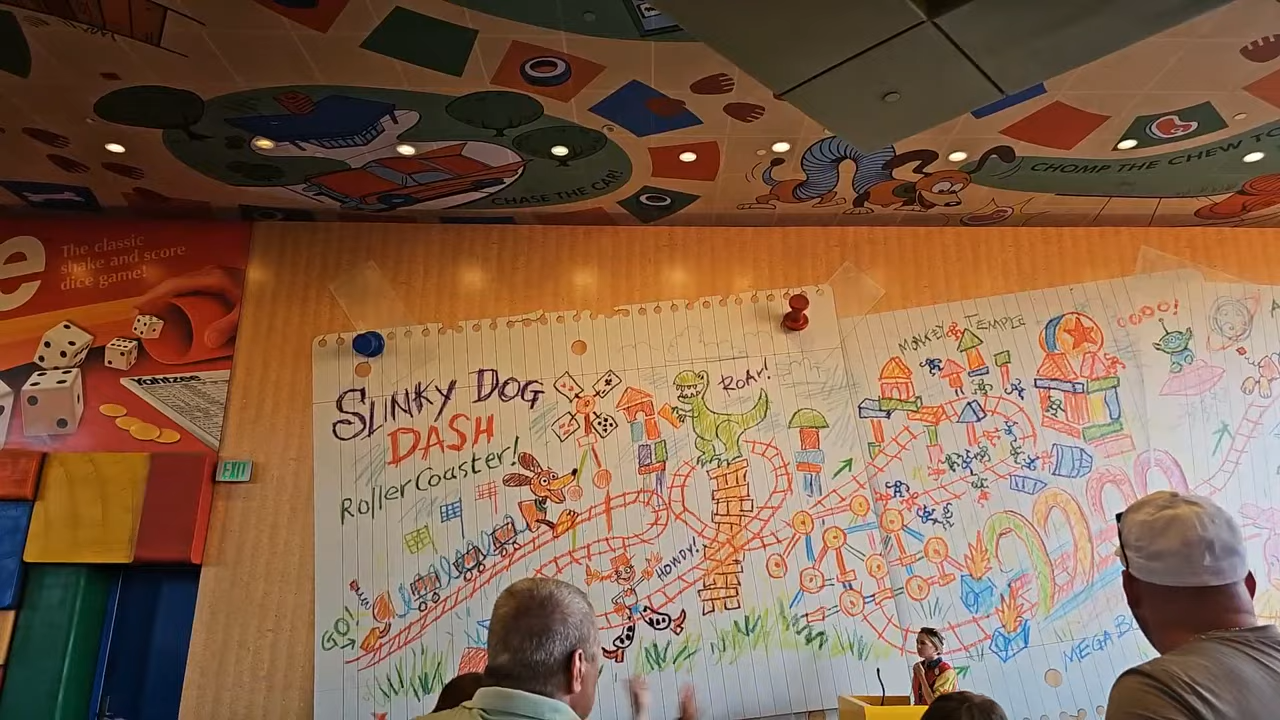 CHASE THE CAR!
CHOMP THE CHEW TO
e
The classic
shake and score
dice game!
Yahtzee
EXIT
SLINKY DOG
DASH
Roller Coaster!
ROAR!
MONKEY TEMPLE
OOOO!
HOWDY!
GO!
MEGA B